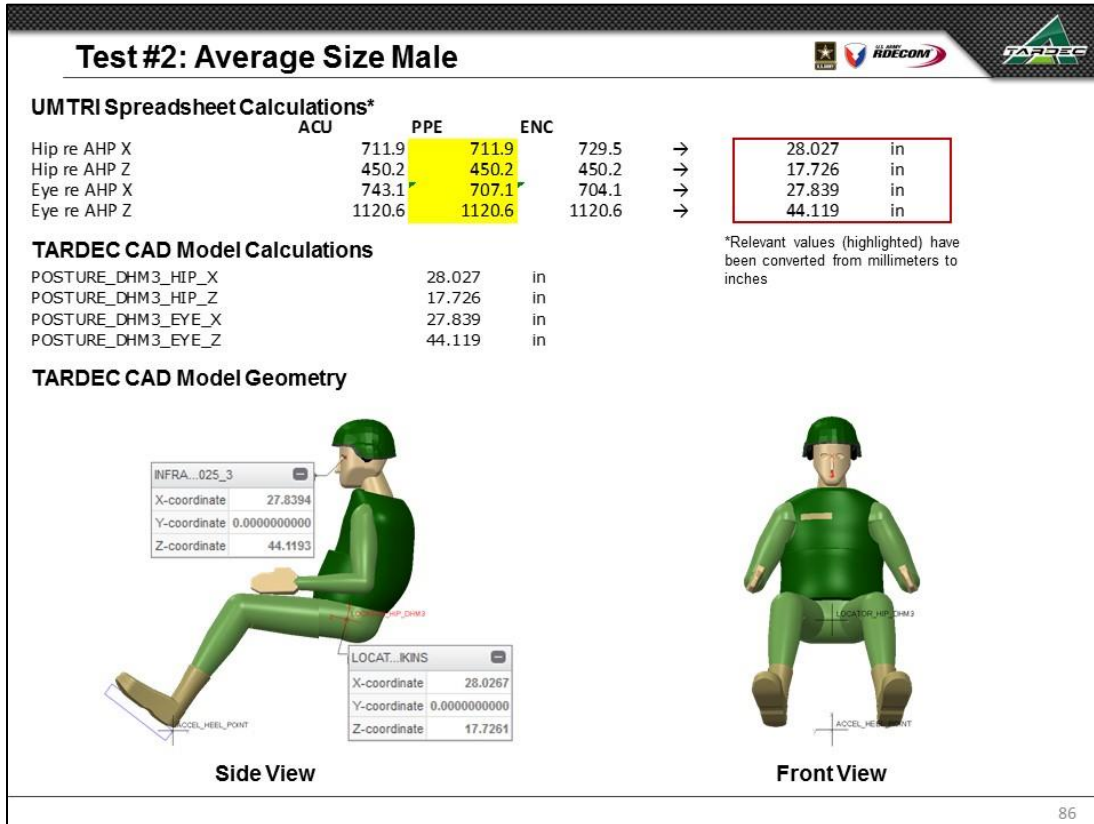 Test #2: Average Size Male
U.S. ARMY
U.S. ARMY
RDECOM
TARDEC
UMTRI Spreadsheet Calculations*
ACU PPE ENC
Hip re AHP X 711.9 711.9 729.5 → 28.027 in
Hip re AHP Z 450.2 450.2 450.2 → 17.726 in
Eye re AHP X 743.1 707.1 704.1 → 27.839 in
Eye re AHP Z 1120.6 1120.6 1120.6 → 44.119 in
*Relevant values (highlighted) have
been converted from millimeters to
inches
TARDEC CAD Model Calculations
POSTURE_DHM3_HIP_X 28.027 in
POSTURE_DHM3_HIP_Z 17.726 in
POSTURE_DHM3_EYE_X 27.839 in
POSTURE_DHM3_EYE_Z 44.119 in
TARDEC CAD Model Geometry
INFRA...025_3
X-coordinate 27.8394
Y-coordinate 0.0000000000
Z-coordinate 44.1193
LOCATOR_HIP_DHM3
LOCAT...IKINS
X-coordinate 28.0267
Y-coordinate 0.0000000000
Z-coordinate 17.7261
ACCEL_HEEL_POINT
LOCATOR_HIP_DHM3
ACCEL_HEEL_POINT
Side View
Front View
86